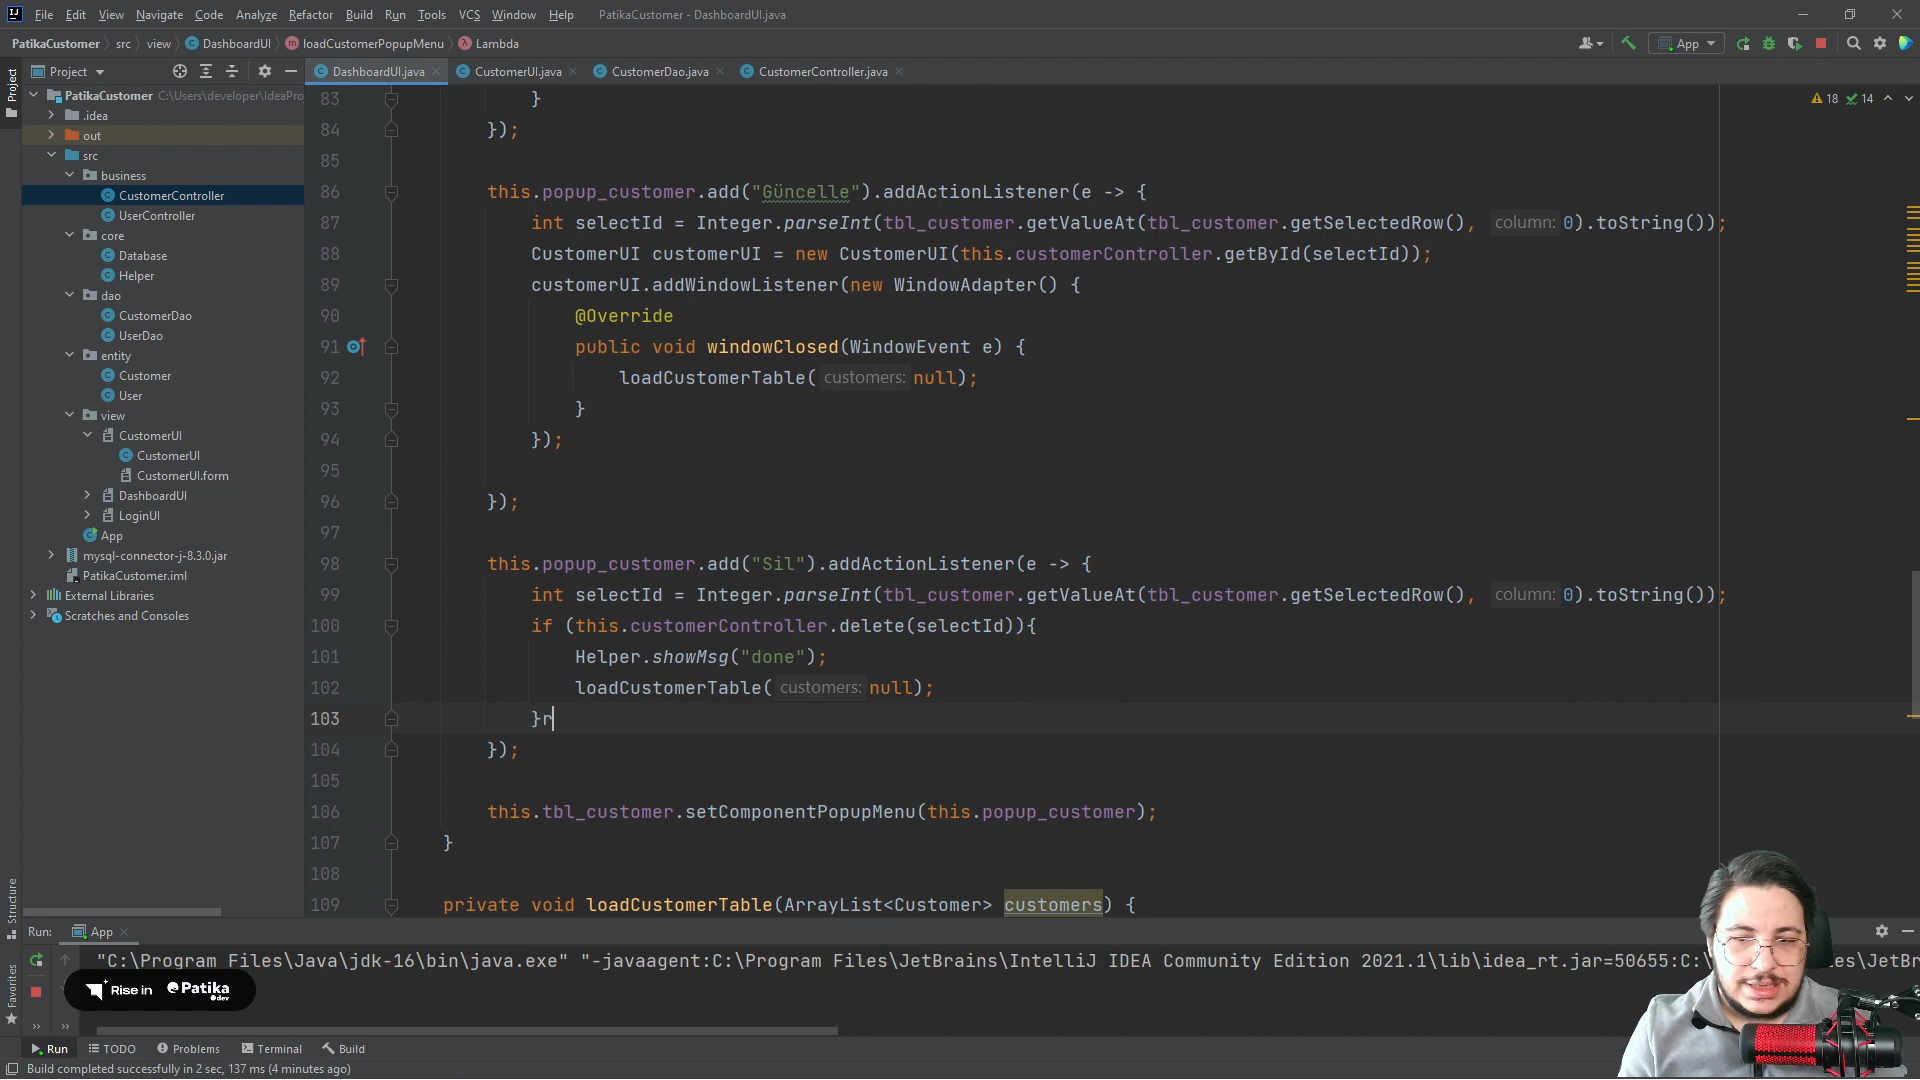 File Edit View Navigate Code Analyze Refactor Build Run Tools VCS Window Help PatikaCustomer - DashboardUI.java
PatikaCustomer src view DashboardUI loadCustomerPopupMenu Lambda App
Project DashboardUI.java CustomerUI.java CustomerDao.java CustomerController.java
Project
PatikaCustomer C:\Users\developer\IdeaPro
.idea
out
src
business
CustomerController
UserController
core
Database
Helper
dao
CustomerDao
UserDao
entity
Customer
User
view
CustomerUI
CustomerUI
CustomerUI.form
DashboardUI
LoginUI
App
mysql-connector-j-8.3.0.jar
PatikaCustomer.iml
External Libraries
Scratches and Consoles
18 14
83 }
84 });
85
86 this.popup_customer.add("Güncelle").addActionListener(e -> {
87 int selectId = Integer.parseInt(tbl_customer.getValueAt(tbl_customer.getSelectedRow(), column: 0).toString());
88 CustomerUI customerUI = new CustomerUI(this.customerController.getById(selectId));
89 customerUI.addWindowListener(new WindowAdapter() {
90 @Override
91 public void windowClosed(WindowEvent e) {
92 loadCustomerTable( customers: null);
93 }
94 });
95
96 });
97
98 this.popup_customer.add("Sil").addActionListener(e -> {
99 int selectId = Integer.parseInt(tbl_customer.getValueAt(tbl_customer.getSelectedRow(), column: 0).toString());
100 if (this.customerController.delete(selectId)){
101 Helper.showMsg("done");
102 loadCustomerTable( customers: null);
103 }r
104 });
105
106 this.tbl_customer.setComponentPopupMenu(this.popup_customer);
107 }
108
109 private void loadCustomerTable(ArrayList<Customer> customers) {
Structure
Favorites
Run: App
"C:\Program Files\Java\jdk-16\bin\java.exe" "-javaagent:C:\Program Files\JetBrains\IntelliJ IDEA Community Edition 2021.1\lib\idea_rt.jar=50655:C:\ les\JetBr
Rise in Patika.dev
Run TODO Problems Terminal Build
Build completed successfully in 2 sec, 137 ms (4 minutes ago)